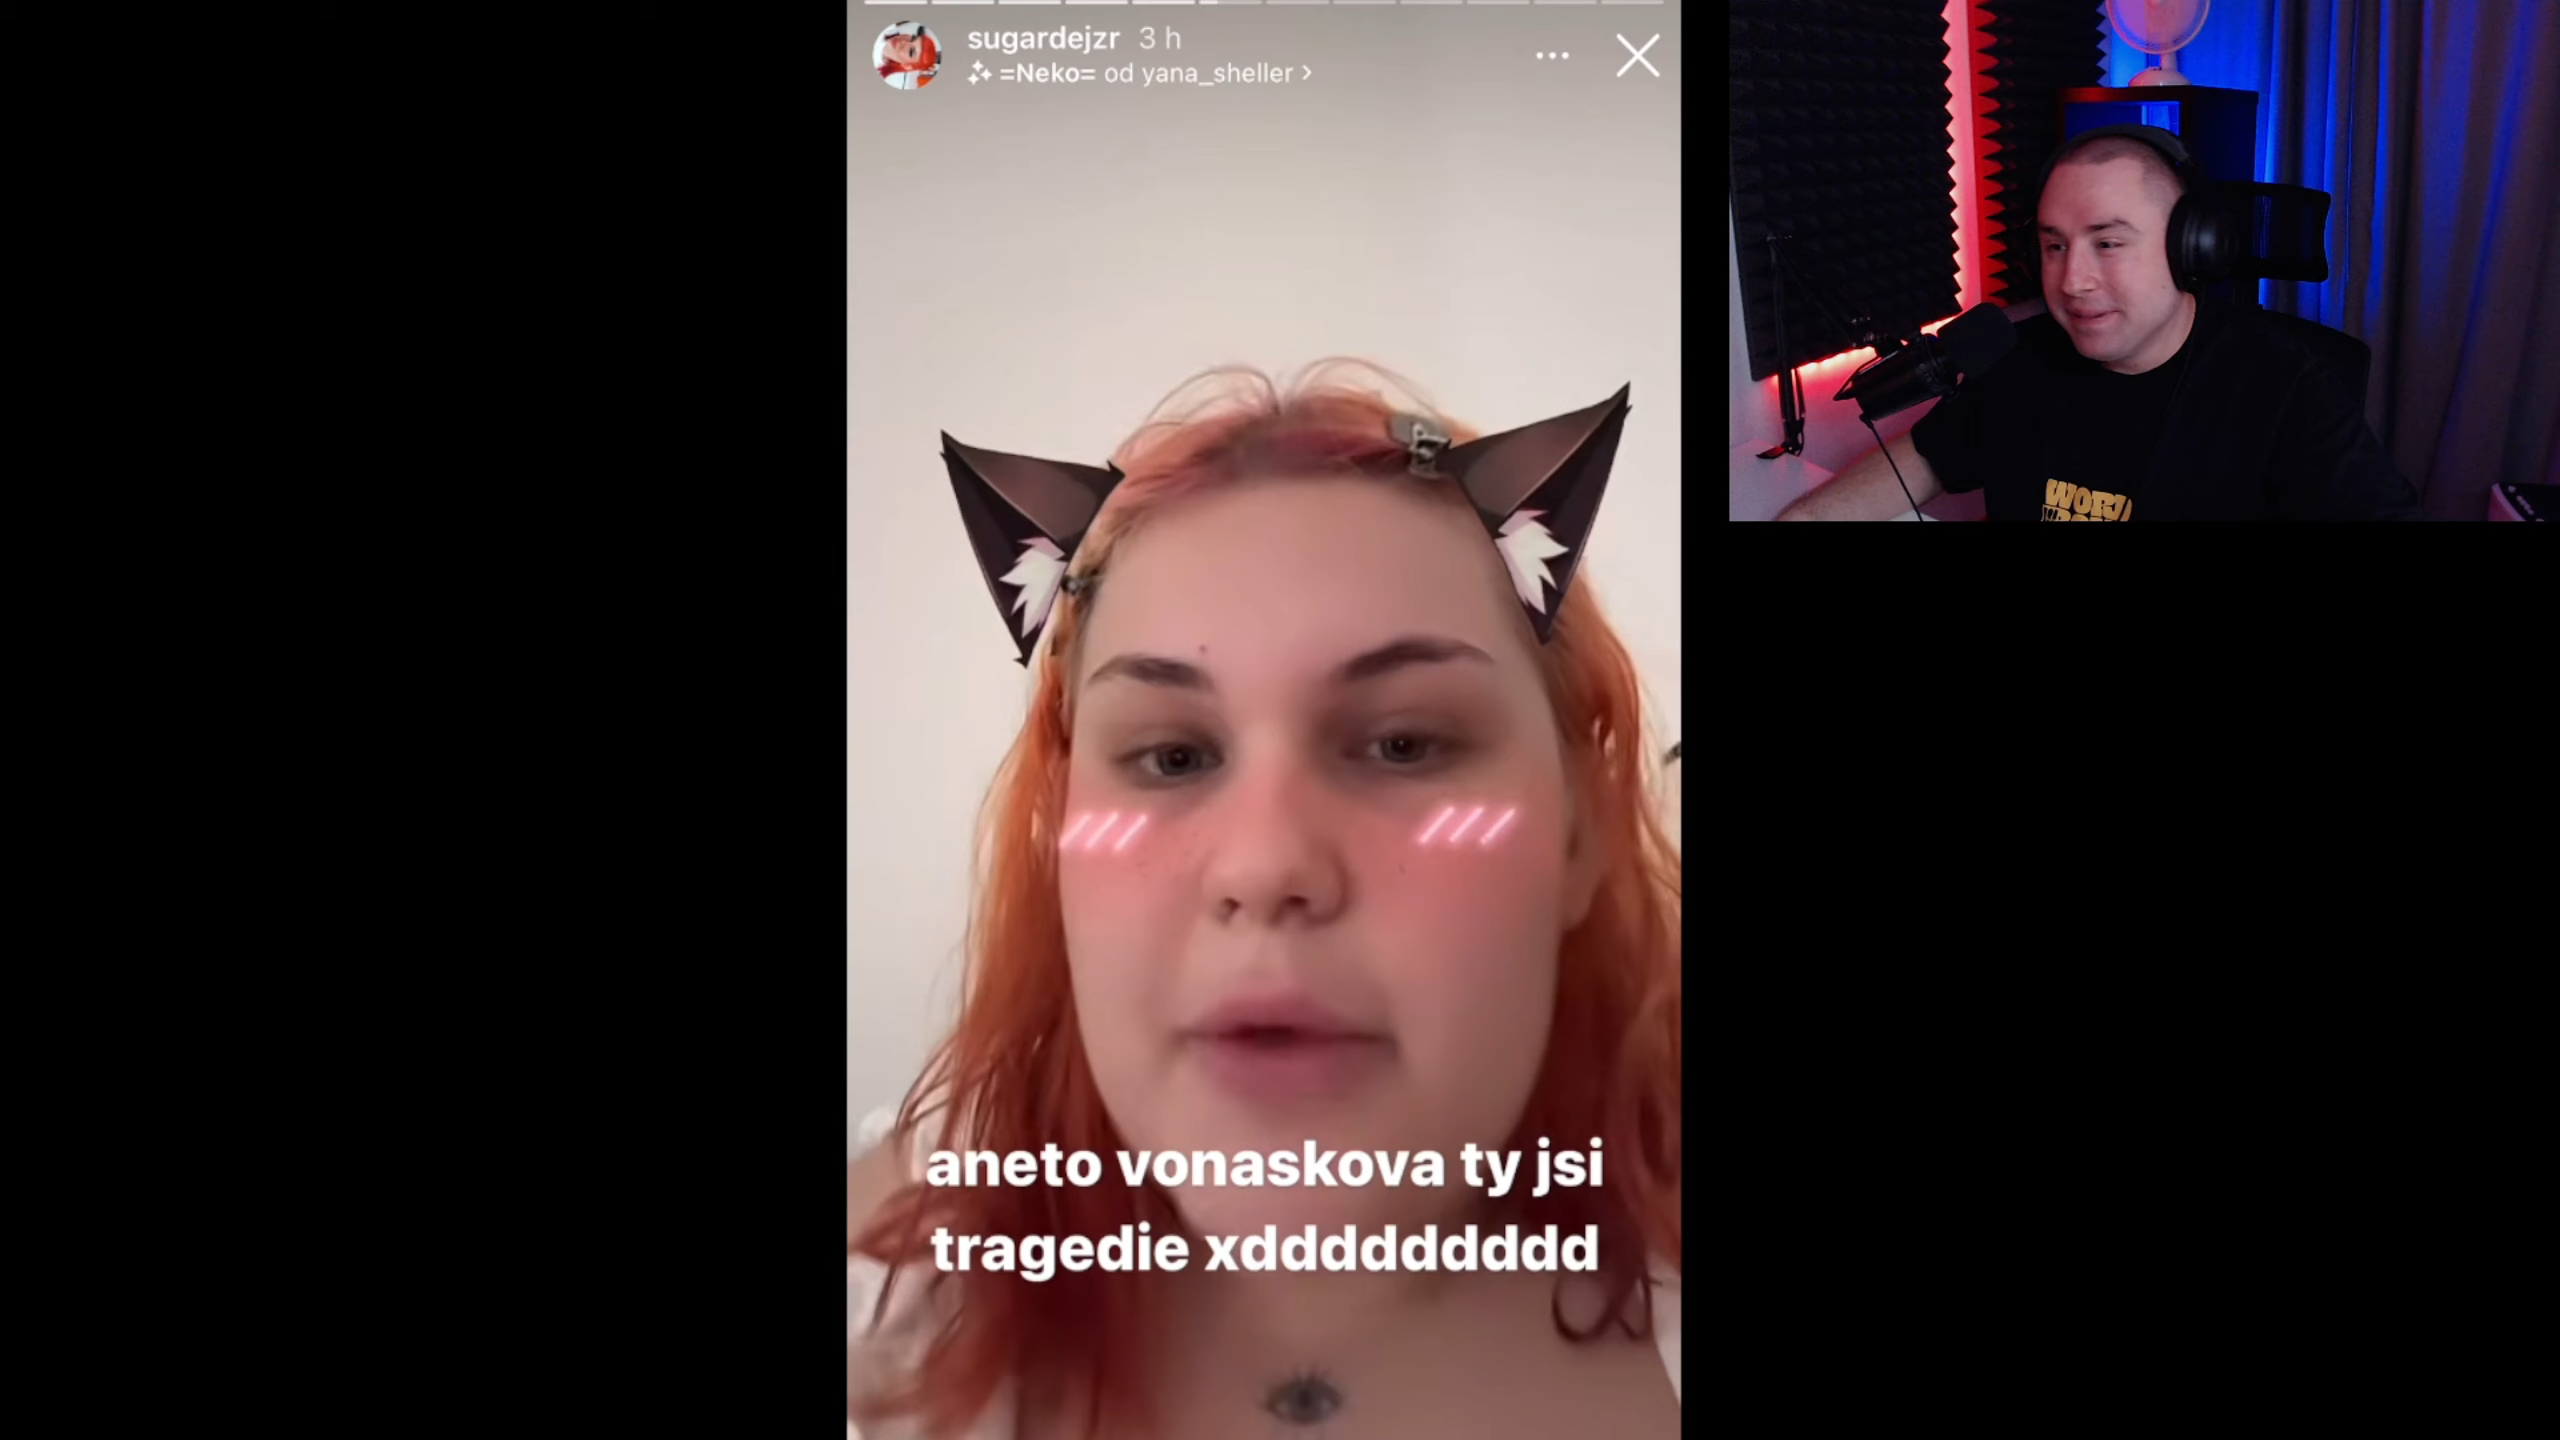 sugardejzr 3 h
=Neko= od yana_sheller >
aneto vonaskova ty jsi
tragedie xddddddddd